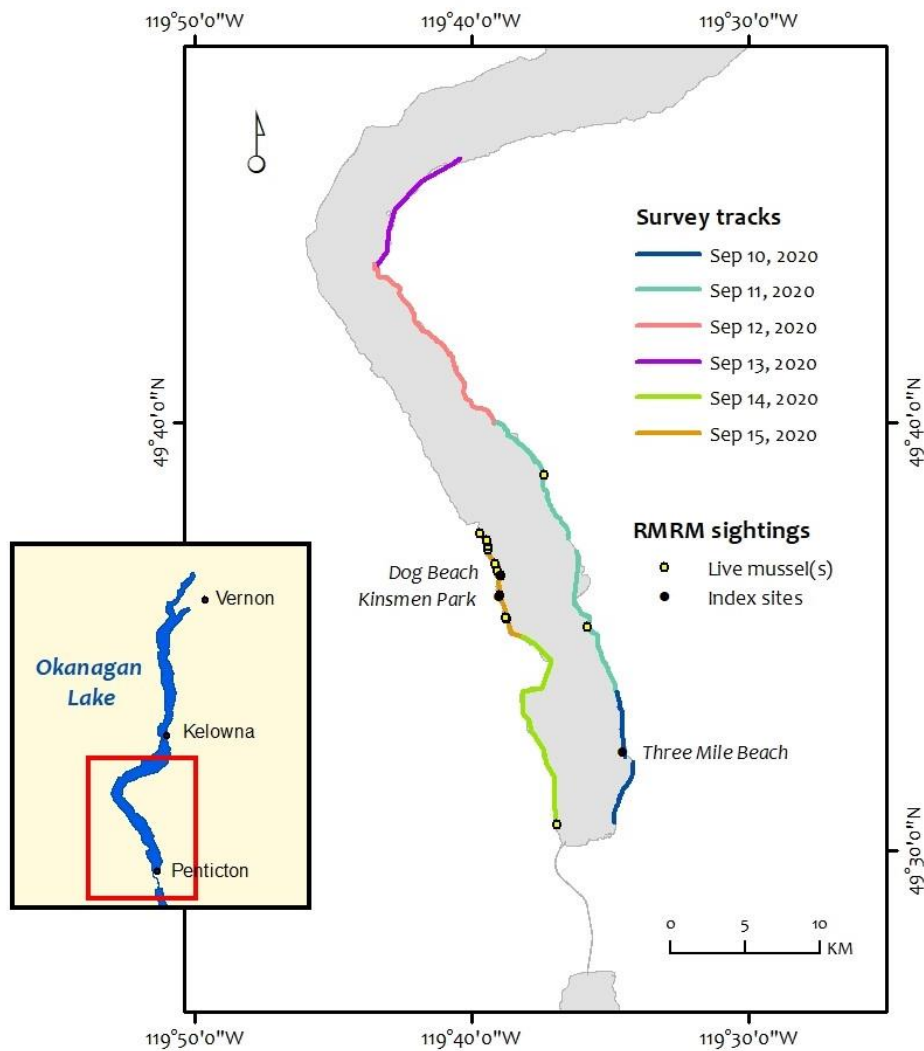 119°50'0"W 119°40'0"W 119°30'0"W
Survey tracks
Sep 10, 2020
Sep 11, 2020
Sep 12, 2020
Sep 13, 2020
Sep 14, 2020
Sep 15, 2020
49°40'0"N 49°40'0"N
RMRM sightings
Live mussel(s)
Index sites
Dog Beach
Kinsmen Park
Three Mile Beach
Vernon
Okanagan
Lake
Kelowna
Penticton
49°30'0"N 49°30'0"N
0 5 10
KM
119°50'0"W 119°40'0"W 119°30'0"W